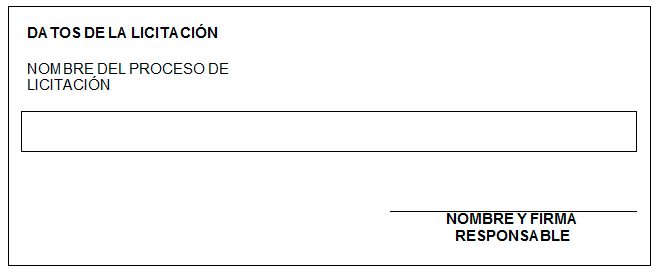 DATOS DE LA LICITACIÓN
NOMBRE DEL PROCESO DE
LICITACIÓN
NOMBRE Y FIRMA
RESPONSABLE